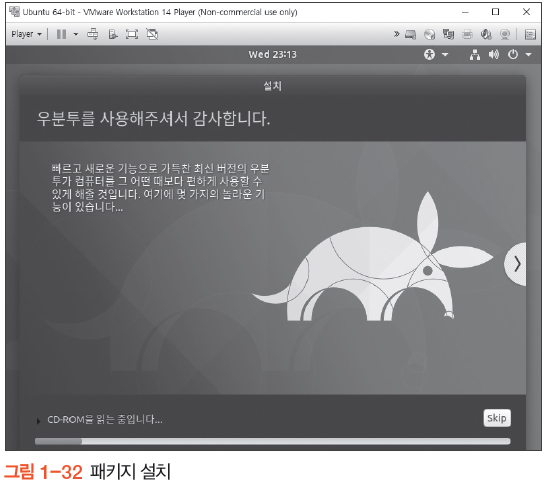 Ubuntu 64-bit - VMware Workstation 14 Player (Non-commercial use only)
Player
Wed 23:13
설치
우분투를 사용해주셔서 감사합니다.
빠르고 새로운 기능으로 가득찬 최신 버전의 우분
투가 컴퓨터를 그 어떤 때보다 편하게 사용할 수
있게 해줄 것입니다. 여기에 몇 가지의 놀라운 기
능이 있습니다...
CD-ROM을 읽는 중입니다...
Skip
그림 1-32 패키지 설치